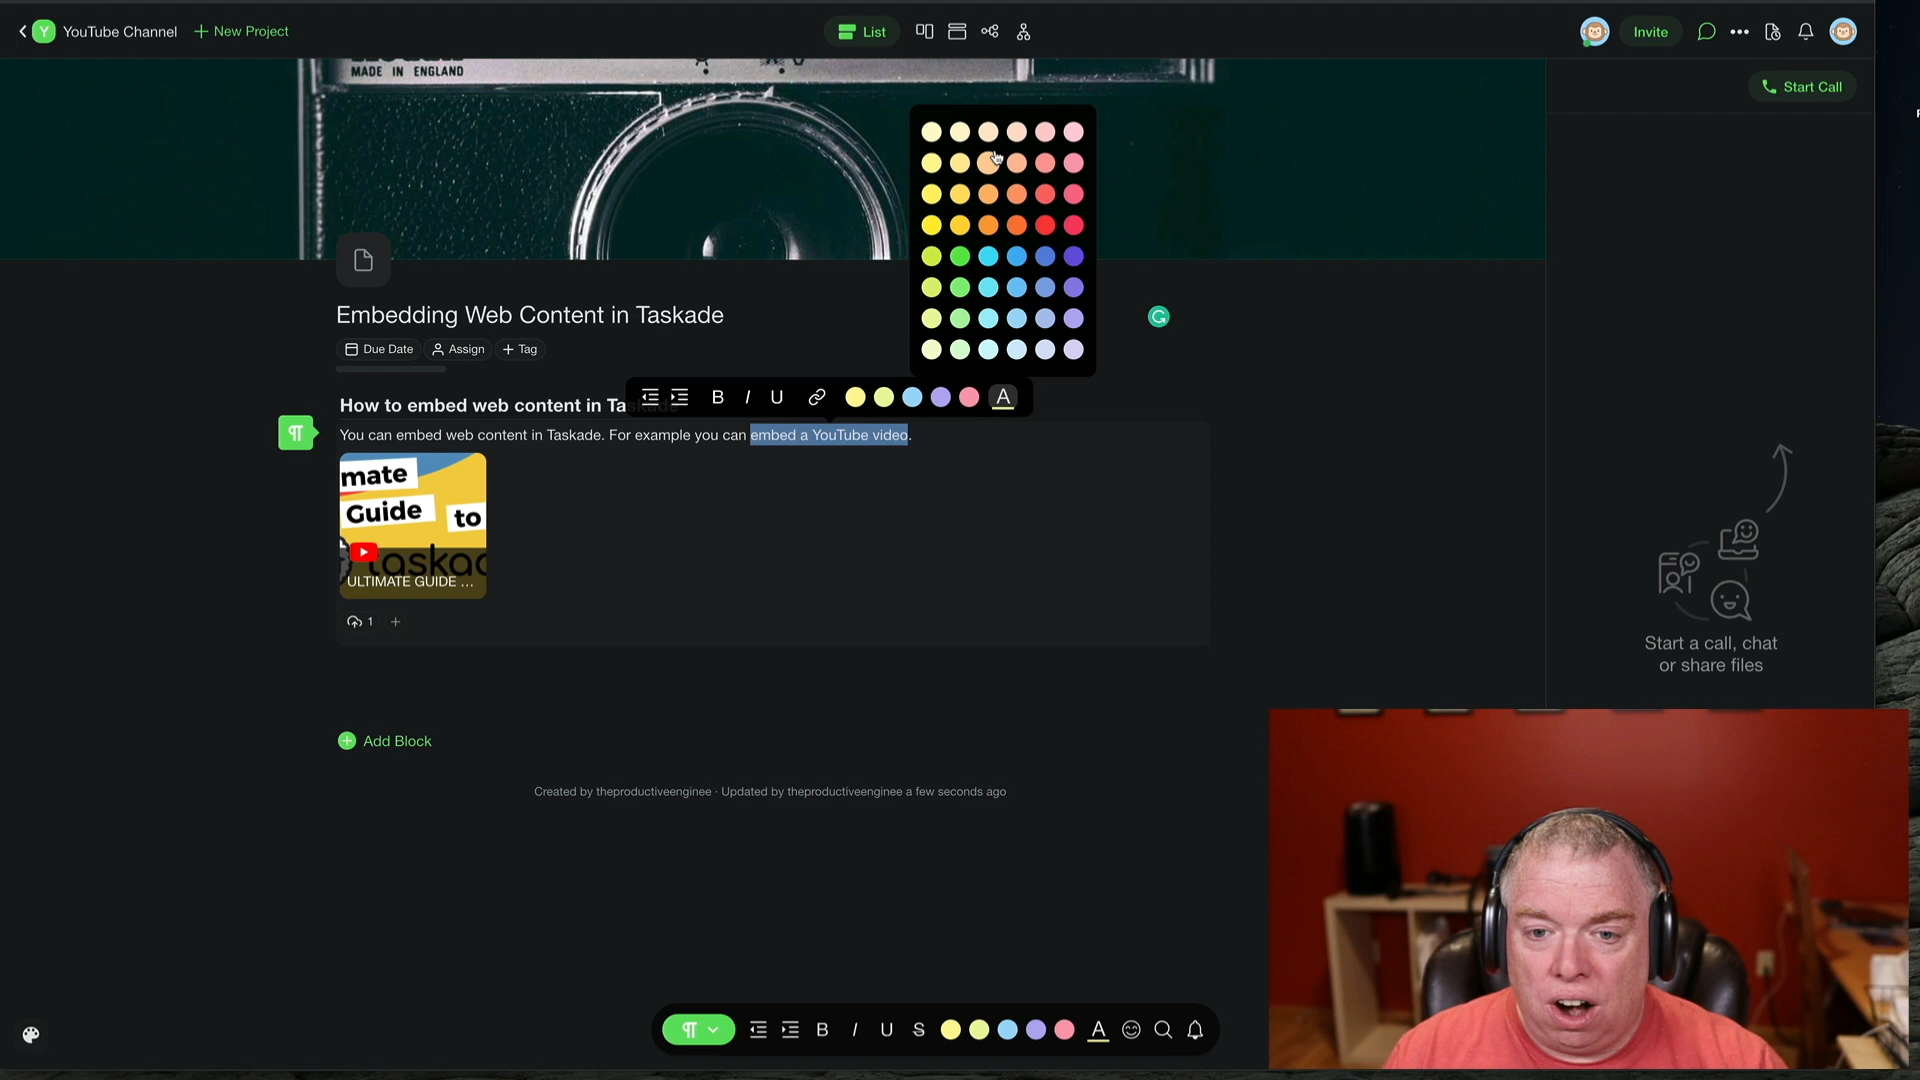 Y YouTube Channel + New Project
List
Invite
MADE IN ENGLAND
Start Call
Embedding Web Content in Taskade
Due Date Assign + Tag
B I U A
How to embed web content in Taskade
You can embed web content in Taskade. For example you can embed a YouTube video.
mate
Guide to
taskad
ULTIMATE GUIDE ...
1 +
Start a call, chat
or share files
Add Block
Created by theproductiveenginee · Updated by theproductiveenginee a few seconds ago
B I U S A